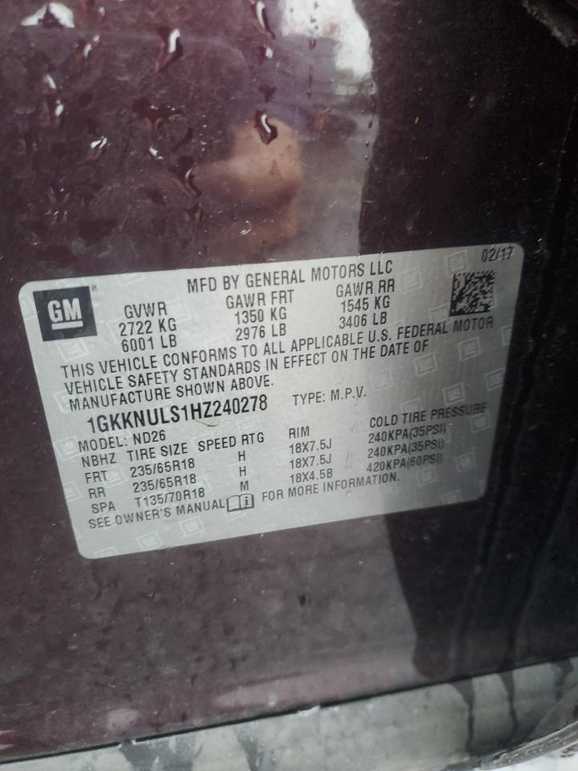 02/17
MFD BY GENERAL MOTORS LLC
GM
GVWR GAWR FRT GAWR RR
2722 KG 1350 KG 1545 KG
6001 LB 2976 LB 3406 LB
THIS VEHICLE CONFORMS TO ALL APPLICABLE U.S. FEDERAL MOTOR
VEHICLE SAFETY STANDARDS IN EFFECT ON THE DATE OF
MANUFACTURE SHOWN ABOVE.
1GKKNULS1HZ240278 TYPE: M.P.V.
MODEL: ND26
NBHZ TIRE SIZE SPEED RTG RIM COLD TIRE PRESSURE
FRT 235/65R18 H 18X7.5J 240KPA(35PSI)
RR 235/65R18 H 18X7.5J 240KPA(35PSI)
SPA T135/70R18 M 18X4.5B 420KPA(60PSI)
SEE OWNER'S MANUAL FOR MORE INFORMATION.